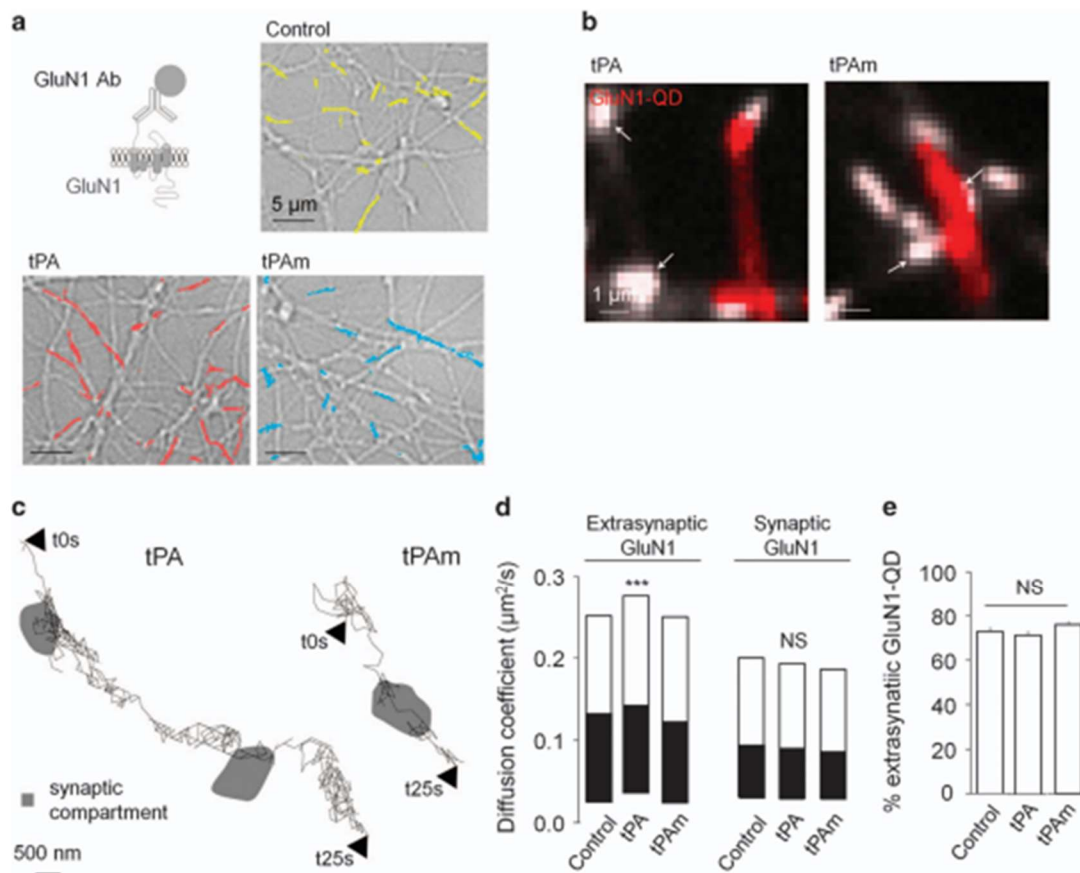 a
Control
GluN1 Ab
GluN1
5 µm
tPA
tPAm
b
tPA
tPAm
GluN1-QD
1 µm
c
t0s
tPA
tPAm
t0s
t25s
synaptic
compartment
500 nm
t25s
d
Extrasynaptic
GluN1
Synaptic
GluN1
Diffusion coefficient (µm²/s)
0.3
0.2
0.1
0.0
***
NS
Control
tPA
tPAm
Control
tPA
tPAm
e
% extrasynatiic GluN1-QD
100
80
60
40
20
0
NS
Control
tPA
tPAm